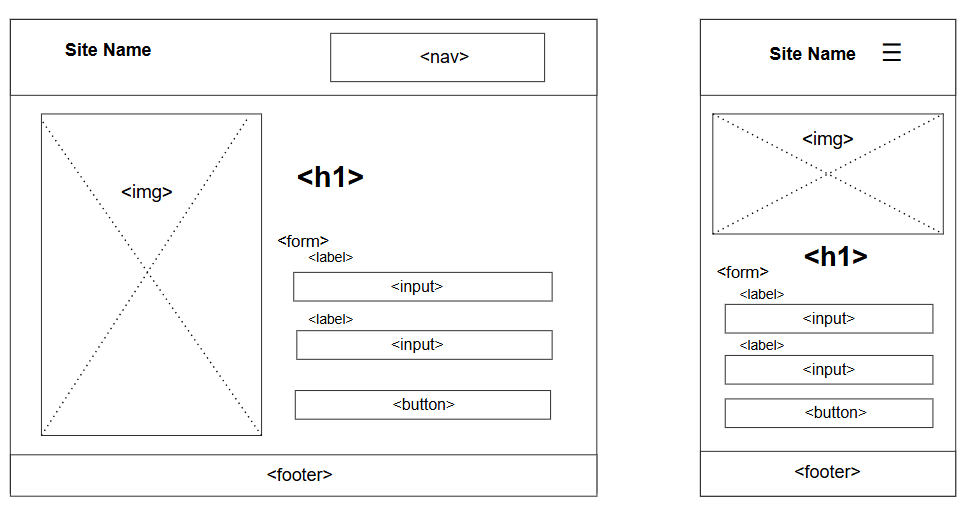 Site Name
<nav>
<img>
<h1>
<form>
<label>
<input>
<label>
<input>
<button>
<footer>
Site Name ☰
<img>
<h1>
<form>
<label>
<input>
<label>
<input>
<button>
<footer>